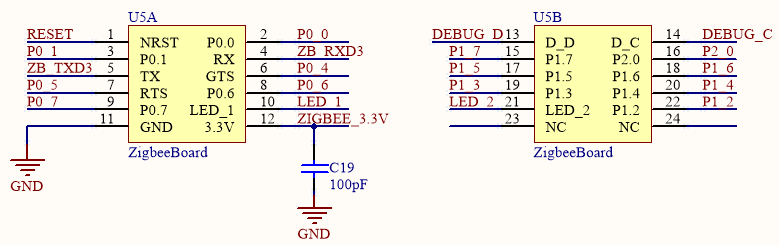 U5A
RESET 1 NRST P0.0 2 P0_0
P0_1 3 P0.1 RX 4 ZB_RXD3
ZB_TXD3 5 TX GTS 6 P0_4
P0_5 7 RTS P0.6 8 P0_6
P0_7 9 P0.7 LED_1 10 LED_1
11 GND 3.3V 12 ZIGBEE_3.3V
ZigbeeBoard
GND
C19
100pF
GND
U5B
DEBUG_D 13 D_D D_C 14 DEBUG_C
P1_7 15 P1.7 P2.0 16 P2_0
P1_5 17 P1.5 P1.6 18 P1_6
P1_3 19 P1.3 P1.4 20 P1_4
LED_2 21 LED_2 P1.2 22 P1_2
23 NC NC 24
ZigbeeBoard